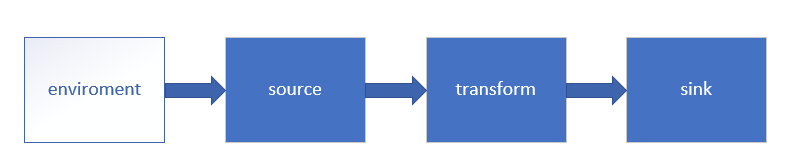 enviroment
source
transform
sink